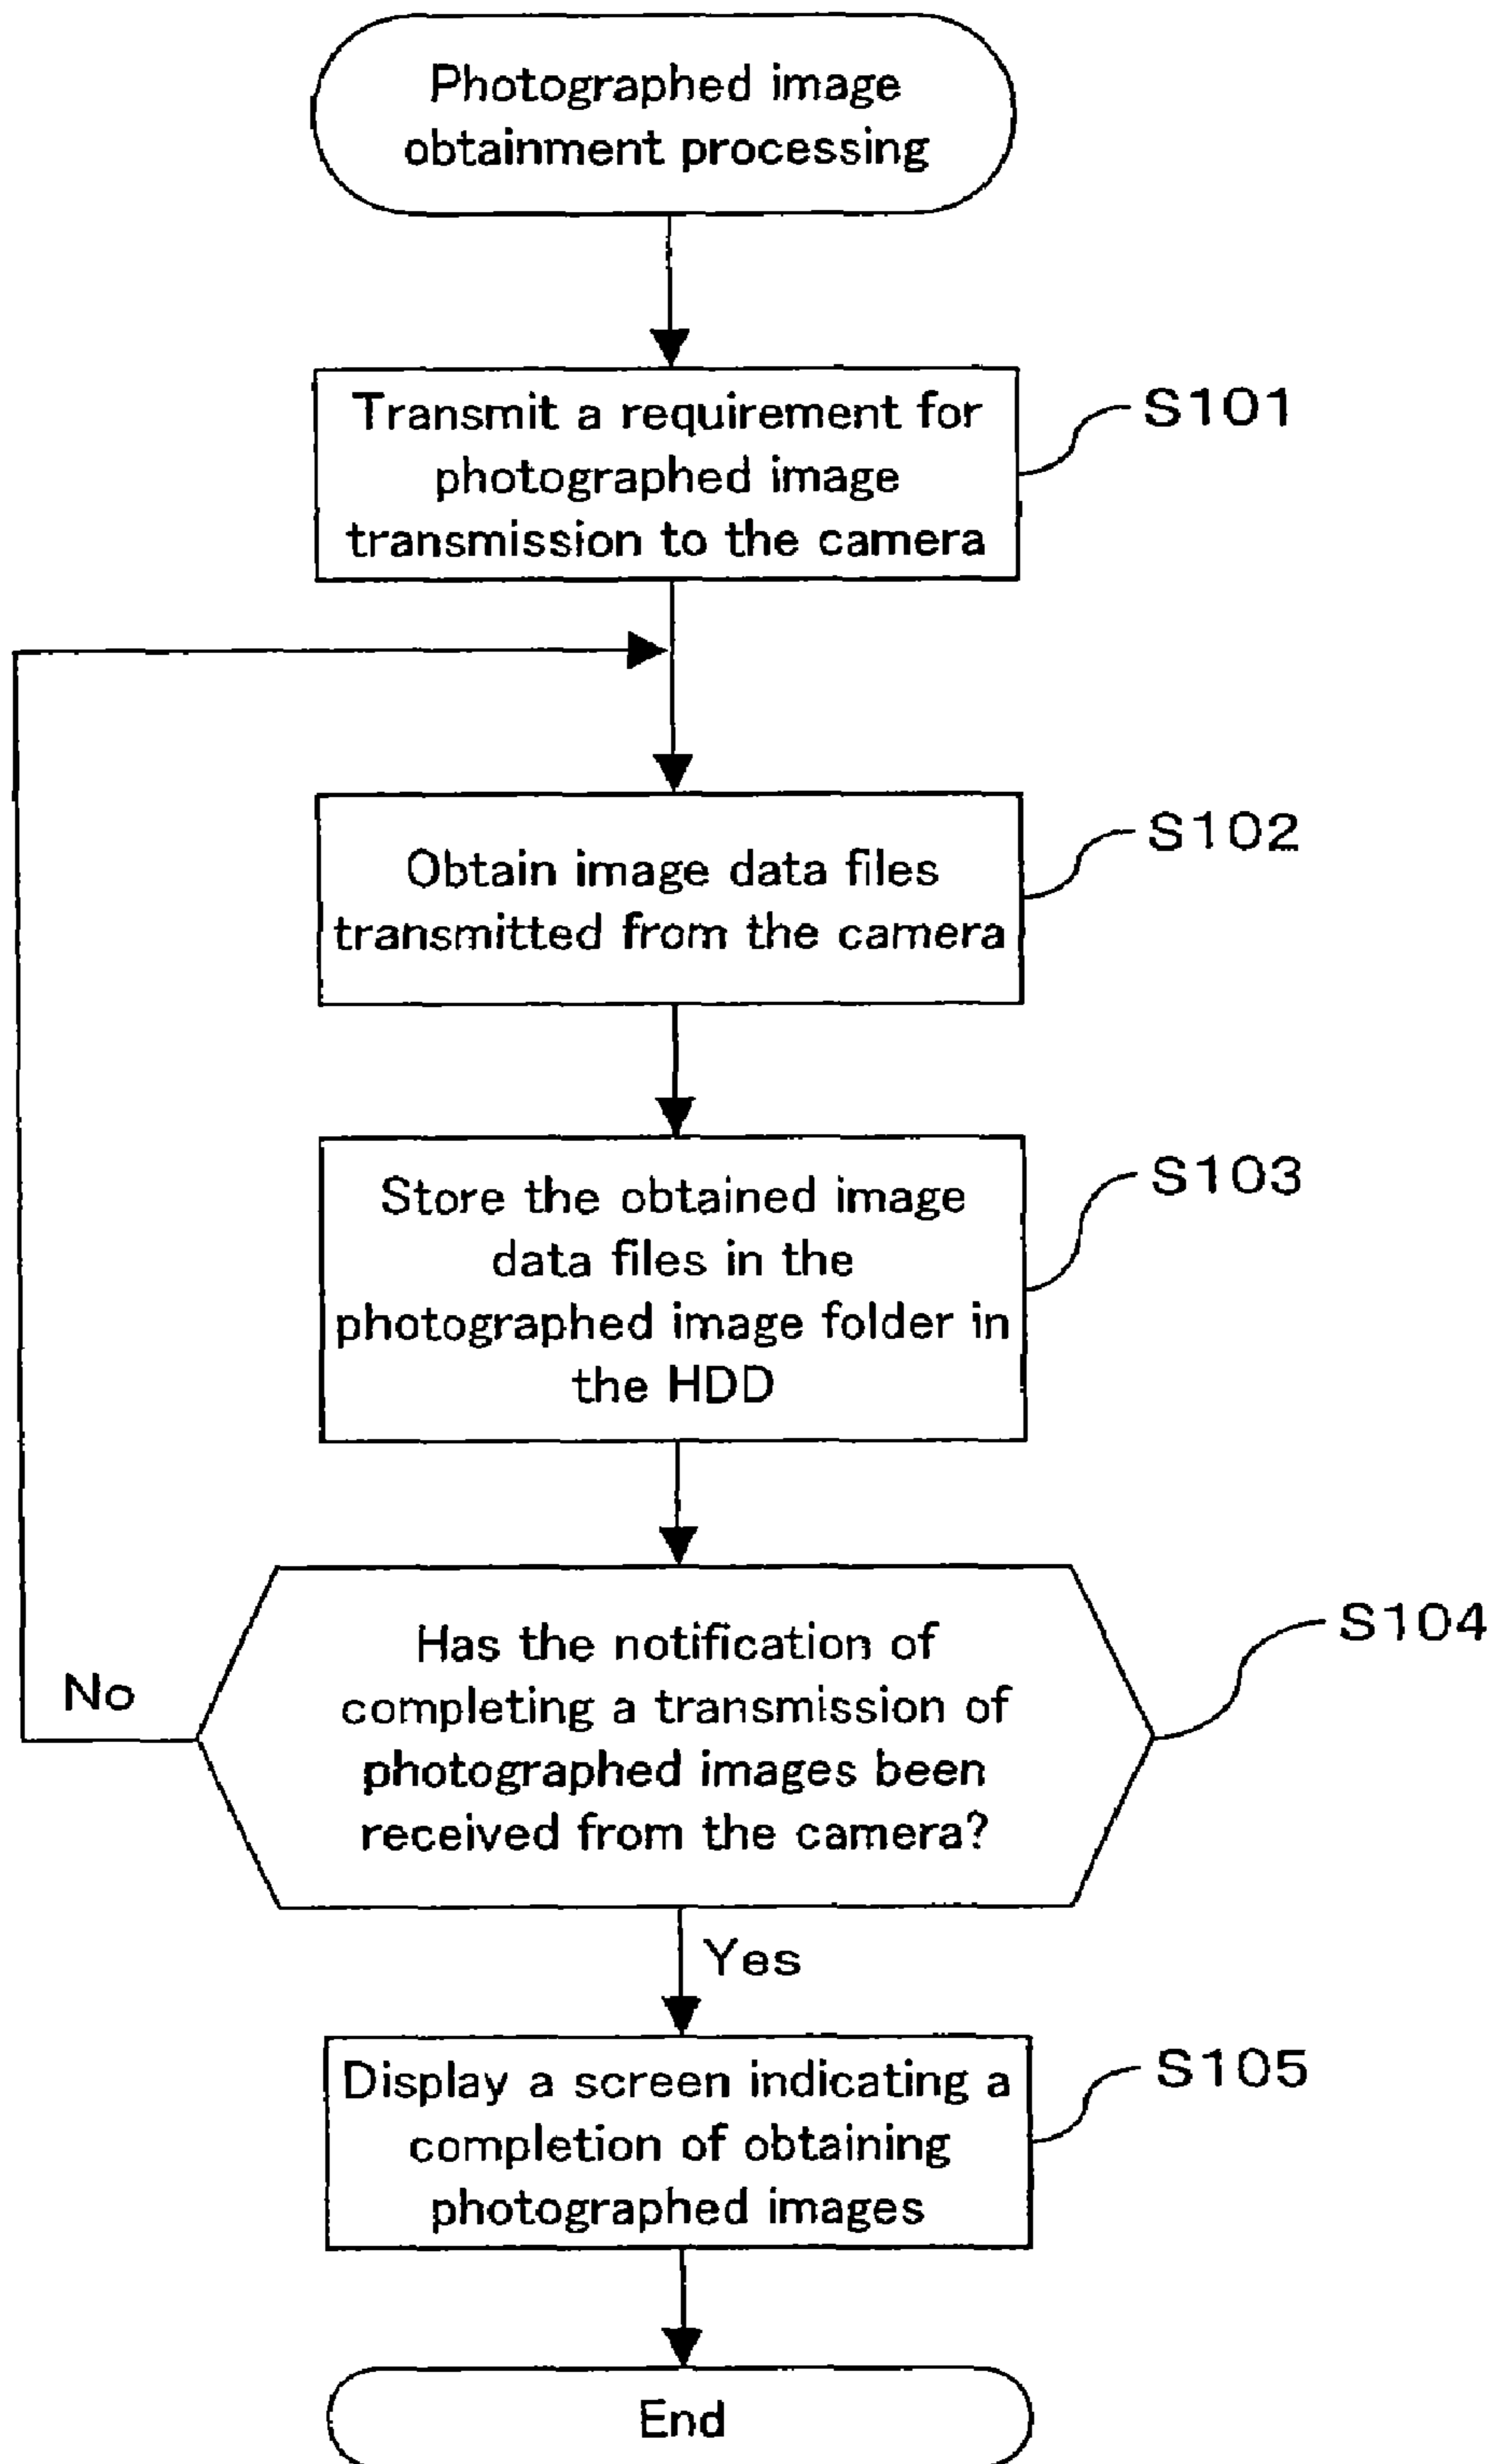 Photographed image
obtainment processing
Transmit a requirement for
photographed image
transmission to the camera
S101
Obtain image data files
transmitted from the camera
S102
Store the obtained image
data files in the
photographed image folder in
the HDD
S103
Has the notification of
completing a transmission of
photographed images been
received from the camera?
S104
No
Yes
Display a screen indicating a
completion of obtaining
photographed images
S105
End